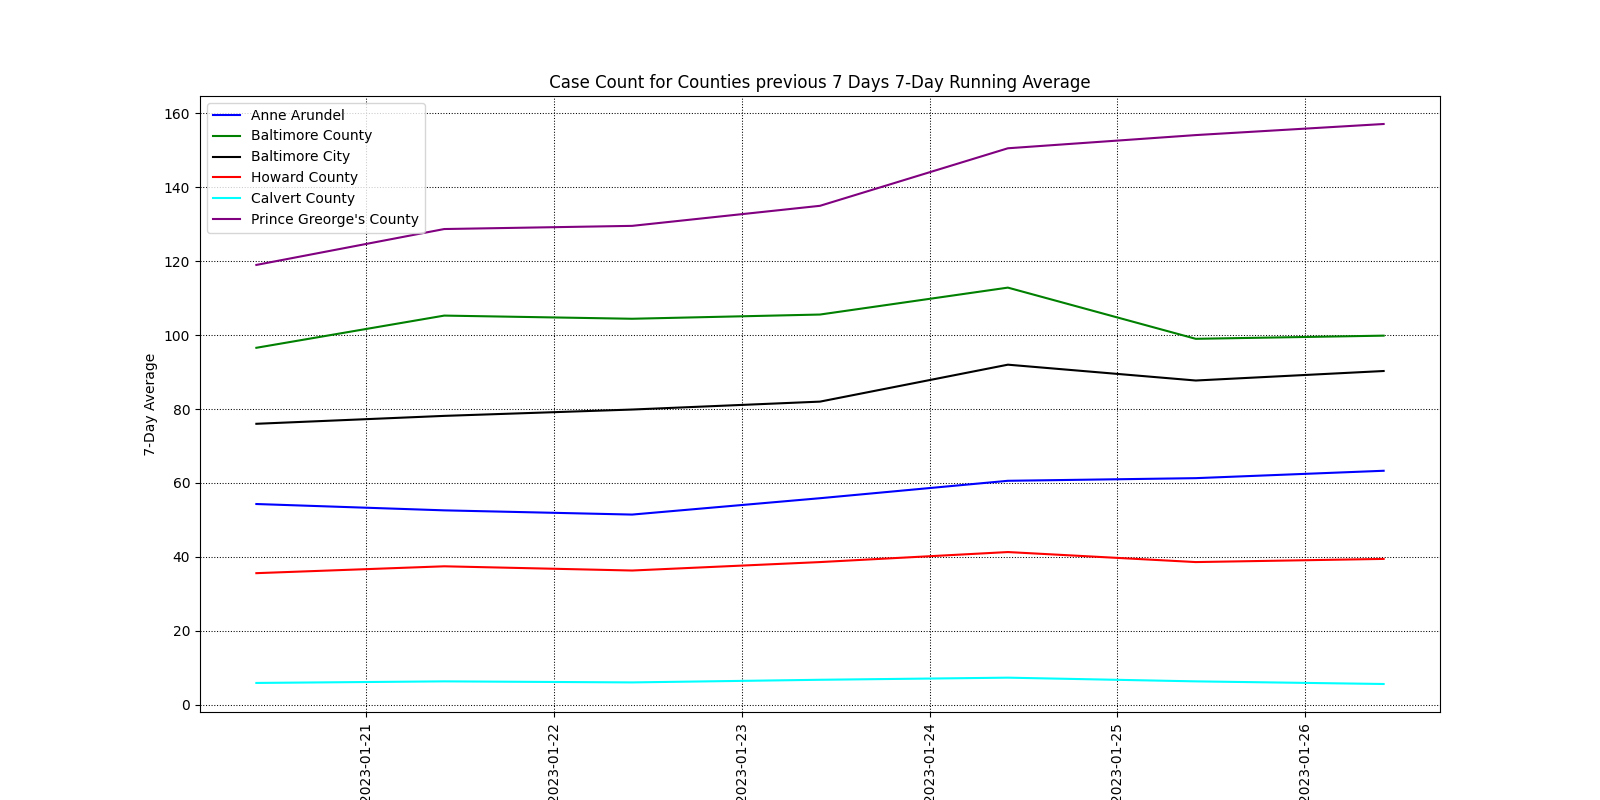 Case Count for Counties previous 7 Days 7-Day Running Average
160
140
120
100
80
60
40
20
0
7-Day Average
Anne Arundel
Baltimore County
Baltimore City
Howard County
Calvert County
Prince Greorge's County
2023-01-21
2023-01-22
2023-01-23
2023-01-24
2023-01-25
2023-01-26